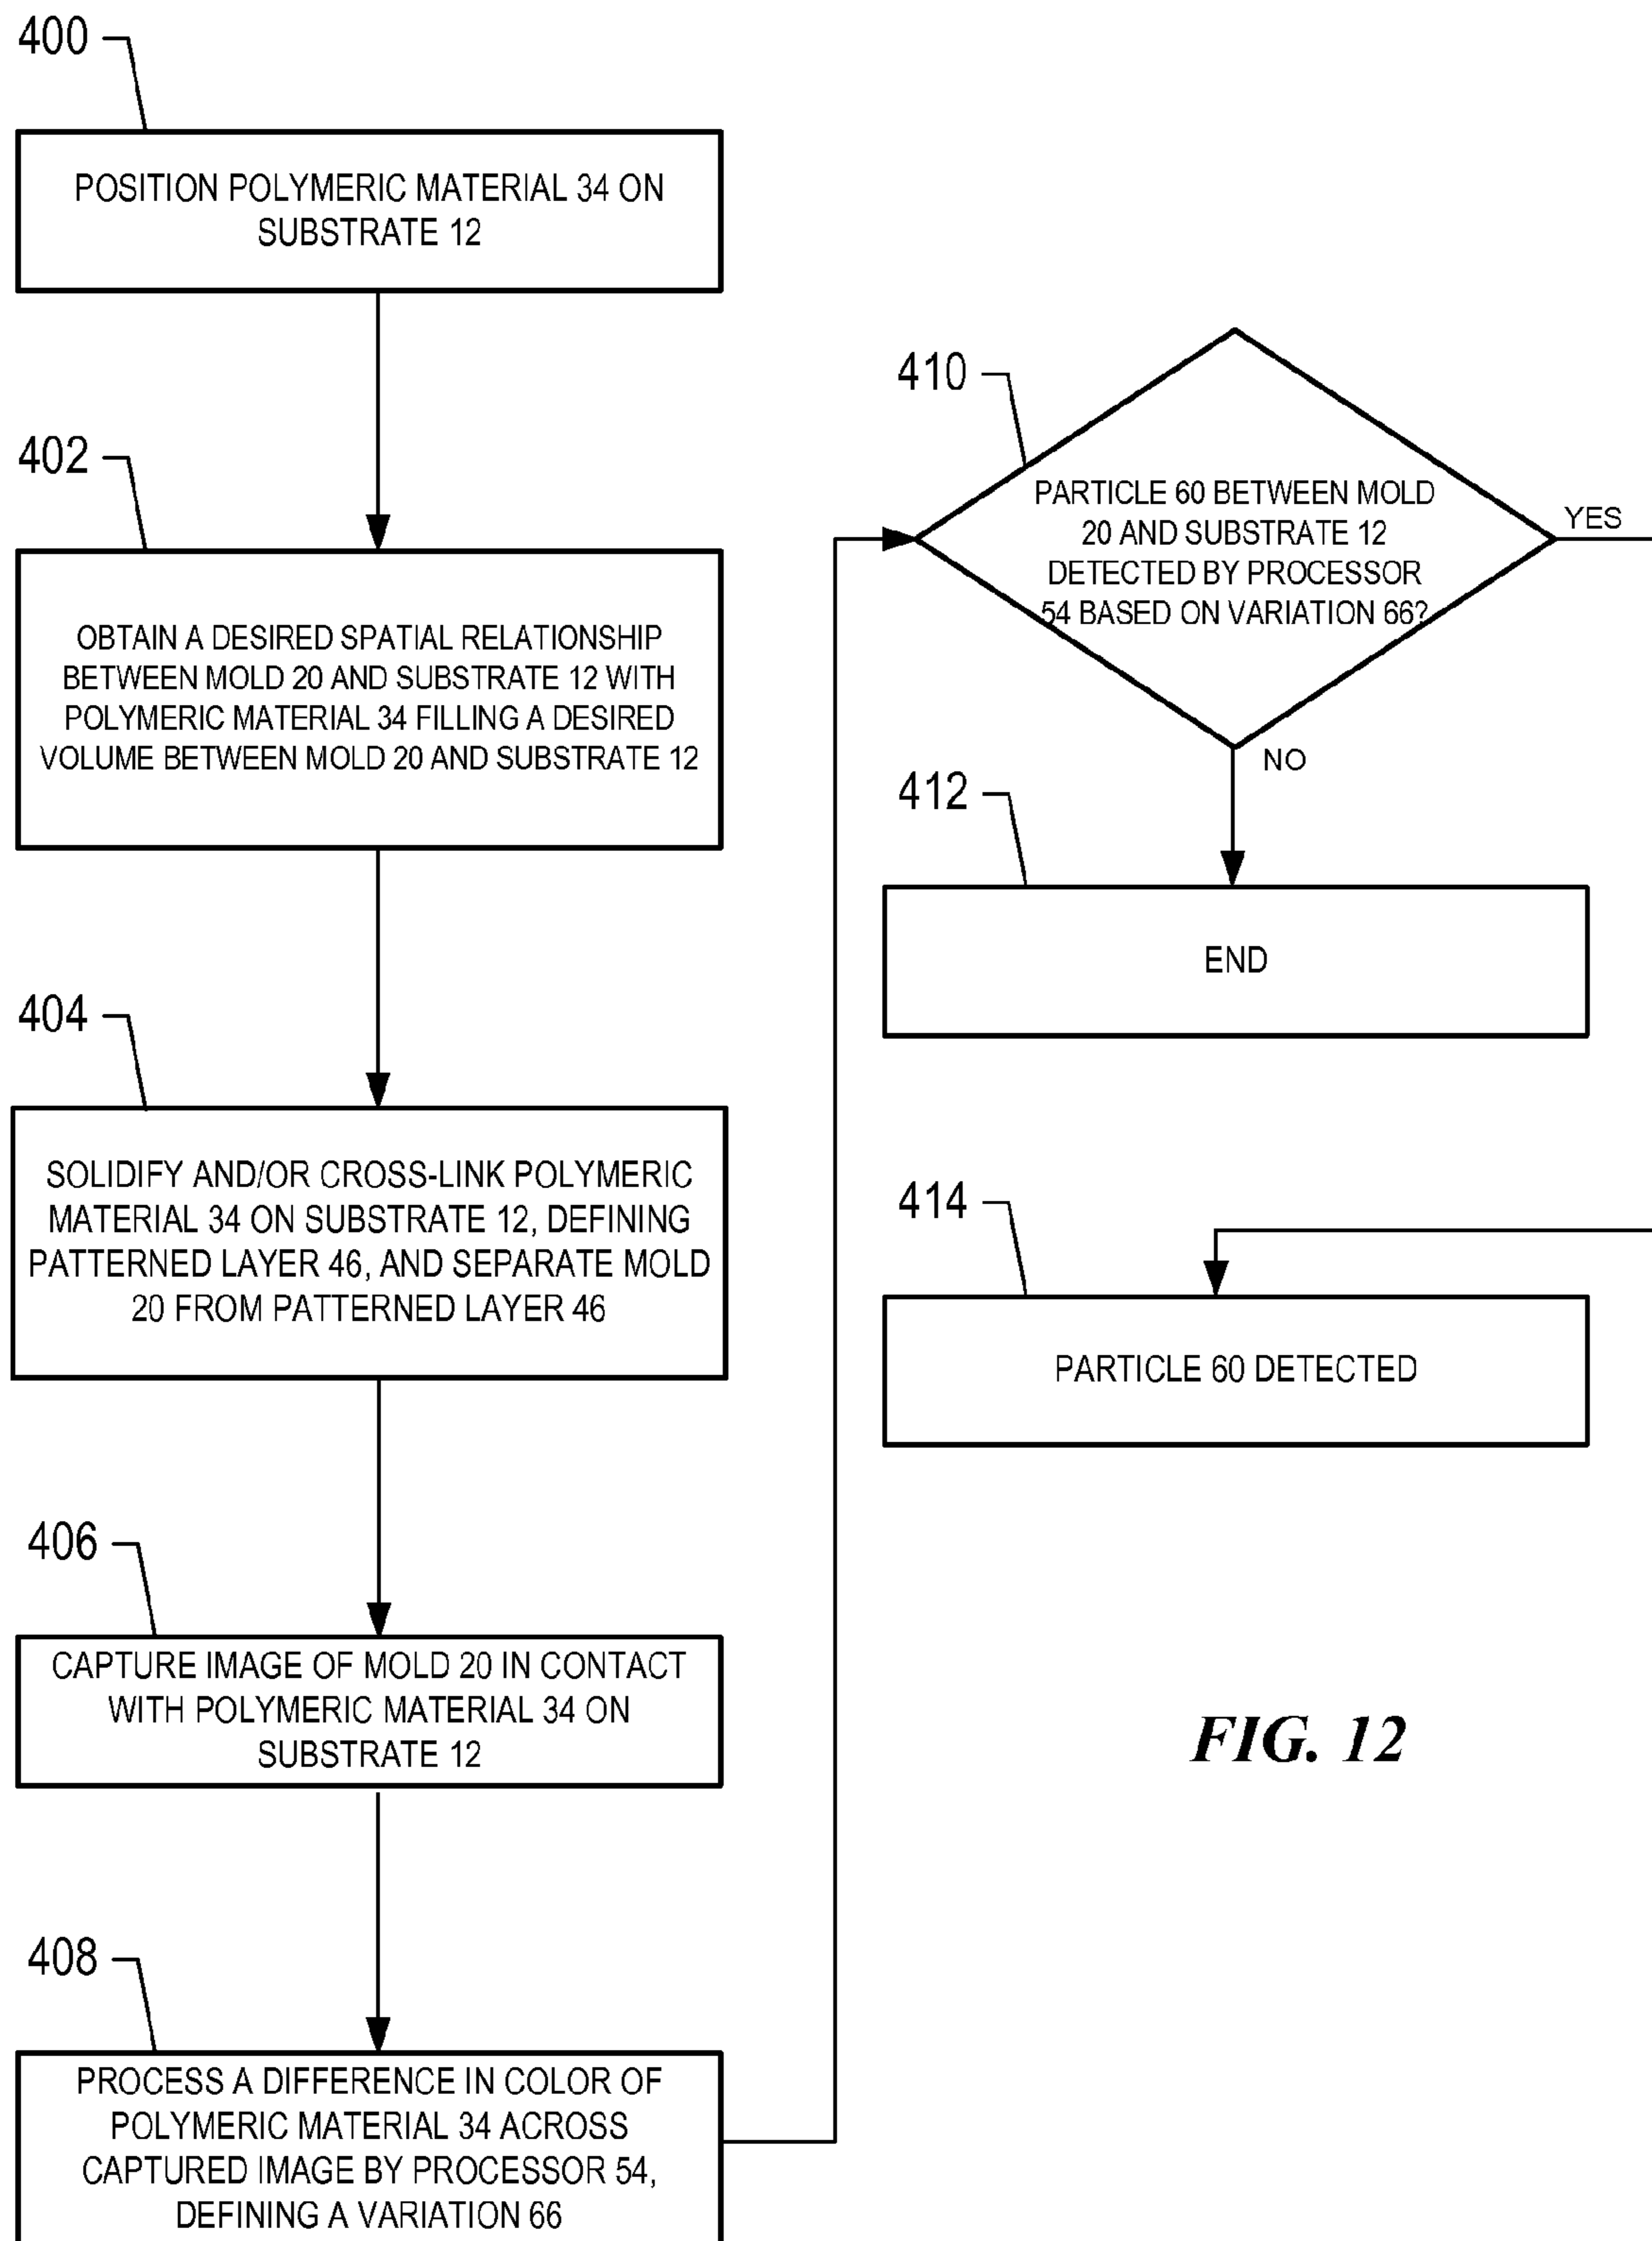 400
POSITION POLYMERIC MATERIAL 34 ON
SUBSTRATE 12
402
OBTAIN A DESIRED SPATIAL RELATIONSHIP
BETWEEN MOLD 20 AND SUBSTRATE 12 WITH
POLYMERIC MATERIAL 34 FILLING A DESIRED
VOLUME BETWEEN MOLD 20 AND SUBSTRATE 12
404
SOLIDIFY AND/OR CROSS-LINK POLYMERIC
MATERIAL 34 ON SUBSTRATE 12, DEFINING
PATTERNED LAYER 46, AND SEPARATE MOLD
20 FROM PATTERNED LAYER 46
406
CAPTURE IMAGE OF MOLD 20 IN CONTACT
WITH POLYMERIC MATERIAL 34 ON
SUBSTRATE 12
408
PROCESS A DIFFERENCE IN COLOR OF
POLYMERIC MATERIAL 34 ACROSS
CAPTURED IMAGE BY PROCESSOR 54,
DEFINING A VARIATION 66
410
PARTICLE 60 BETWEEN MOLD
20 AND SUBSTRATE 12
DETECTED BY PROCESSOR
54 BASED ON VARIATION 66?
YES
NO
412
END
414
PARTICLE 60 DETECTED
FIG. 12